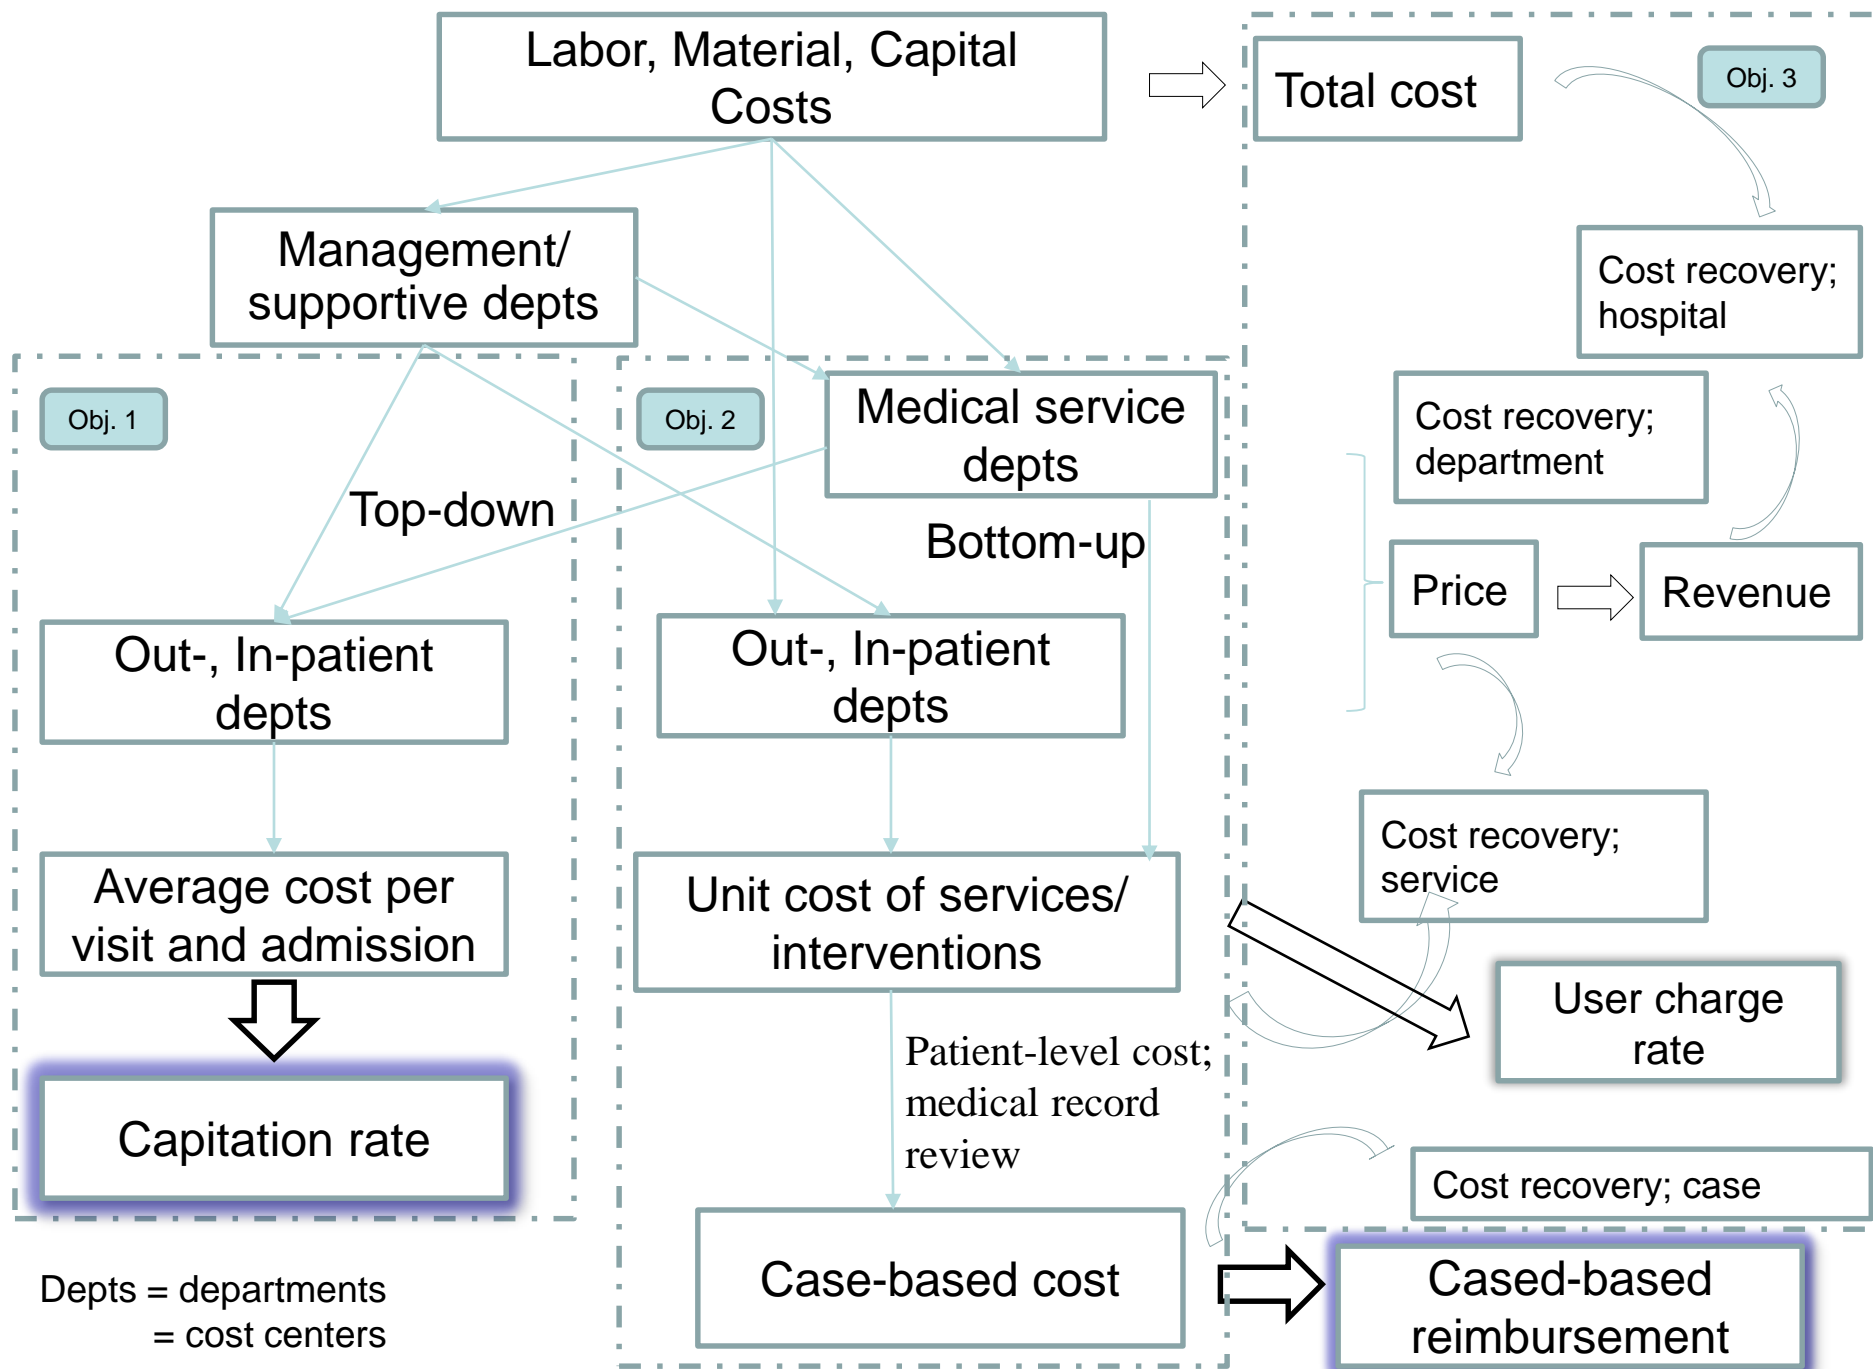 Labor, Material, Capital
Costs
Total cost
Obj. 3
Management/
supportive depts
Cost recovery;
hospital
Obj. 1
Obj. 2
Medical service
depts
Cost recovery;
department
Top-down
Bottom-up
Price
Revenue
Out-, In-patient
depts
Out-, In-patient
depts
Cost recovery;
service
Average cost per
visit and admission
Unit cost of services/
interventions
User charge
rate
Patient-level cost;
medical record
review
Capitation rate
Cost recovery; case
Case-based cost
Cased-based
reimbursement
Depts = departments
= cost centers